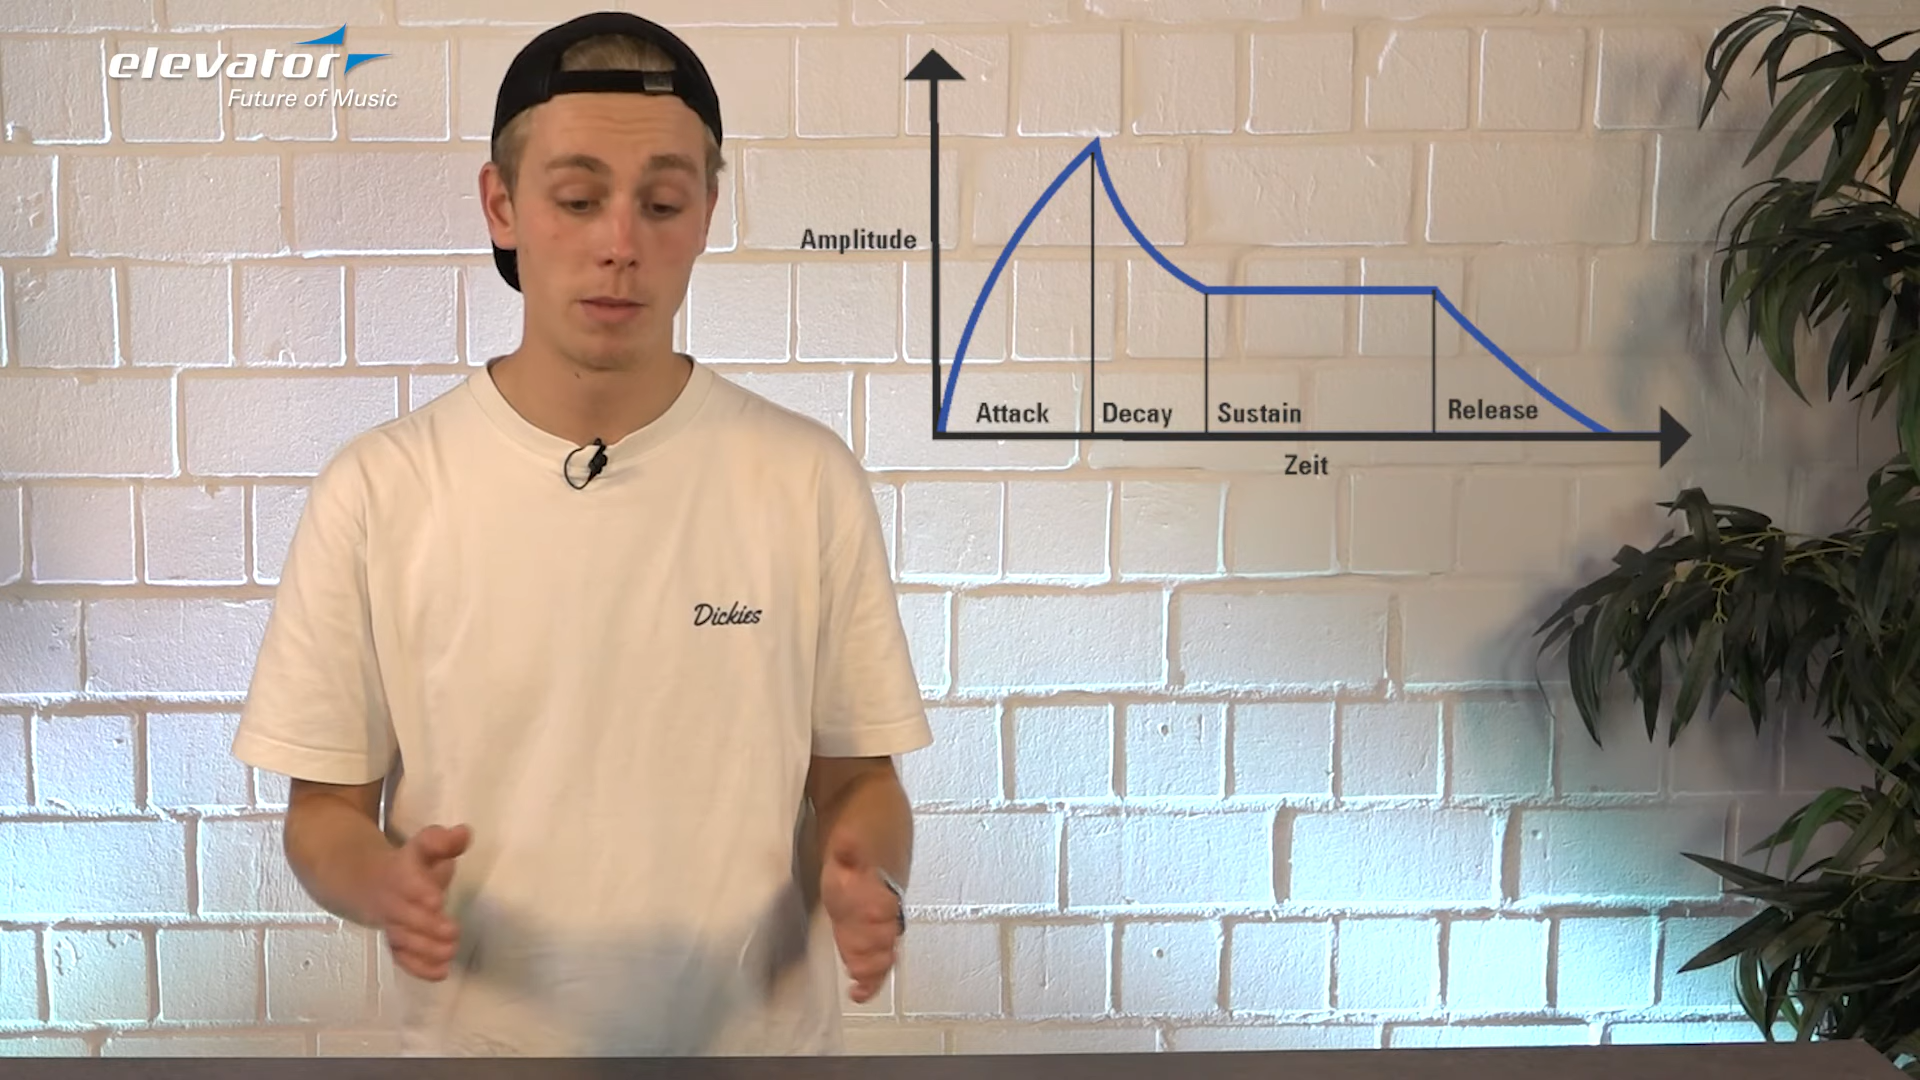 elevator
Future of Music
Amplitude
Attack
Decay
Sustain
Release
Zeit
Dickies